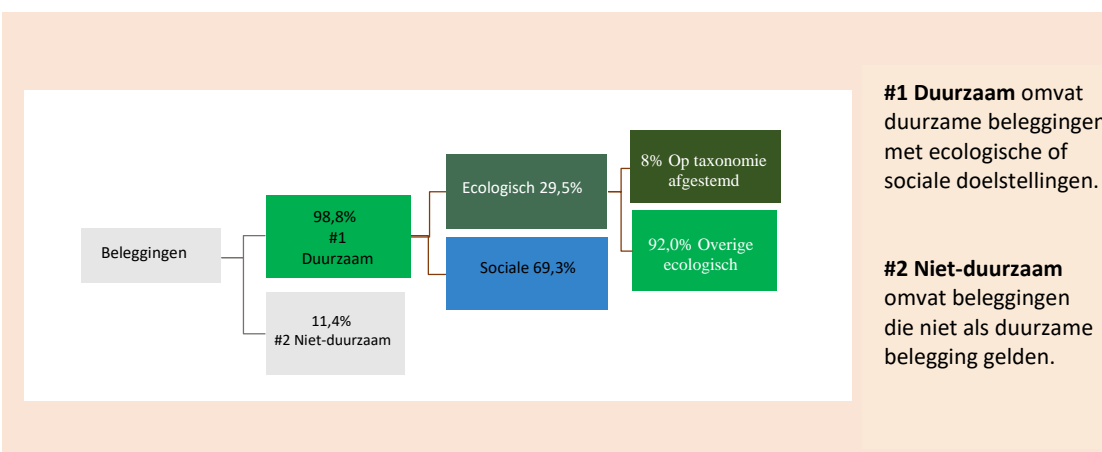 Beleggingen
98,8%
#1
Duurzaam
11,4%
#2 Niet-duurzaam
Ecologisch 29,5%
Sociale 69,3%
8% Op taxonomie
afgestemd
92,0% Overige
ecologisch
#1 Duurzaam omvat
duurzame beleggingen
met ecologische of
sociale doelstellingen.
#2 Niet-duurzaam
omvat beleggingen
die niet als duurzame
belegging gelden.